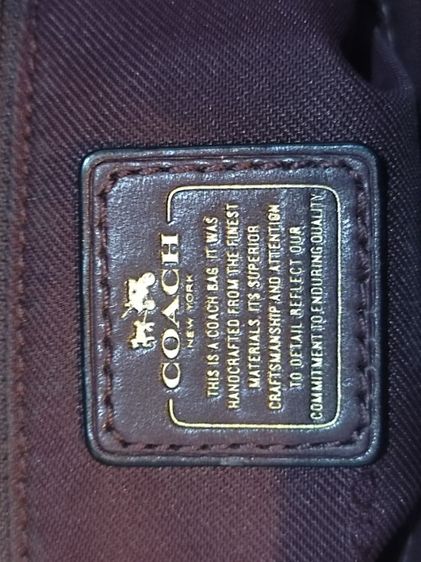 COACH
NEW YORK
THIS IS A COACH BAG. IT WAS
HANDCRAFTED FROM THE FINEST
MATERIALS. ITS SUPERIOR
CRAFTSMANSHIP AND ATTENTION
TO DETAIL REFLECT OUR
COMMITMENT TO ENDURING QUALITY